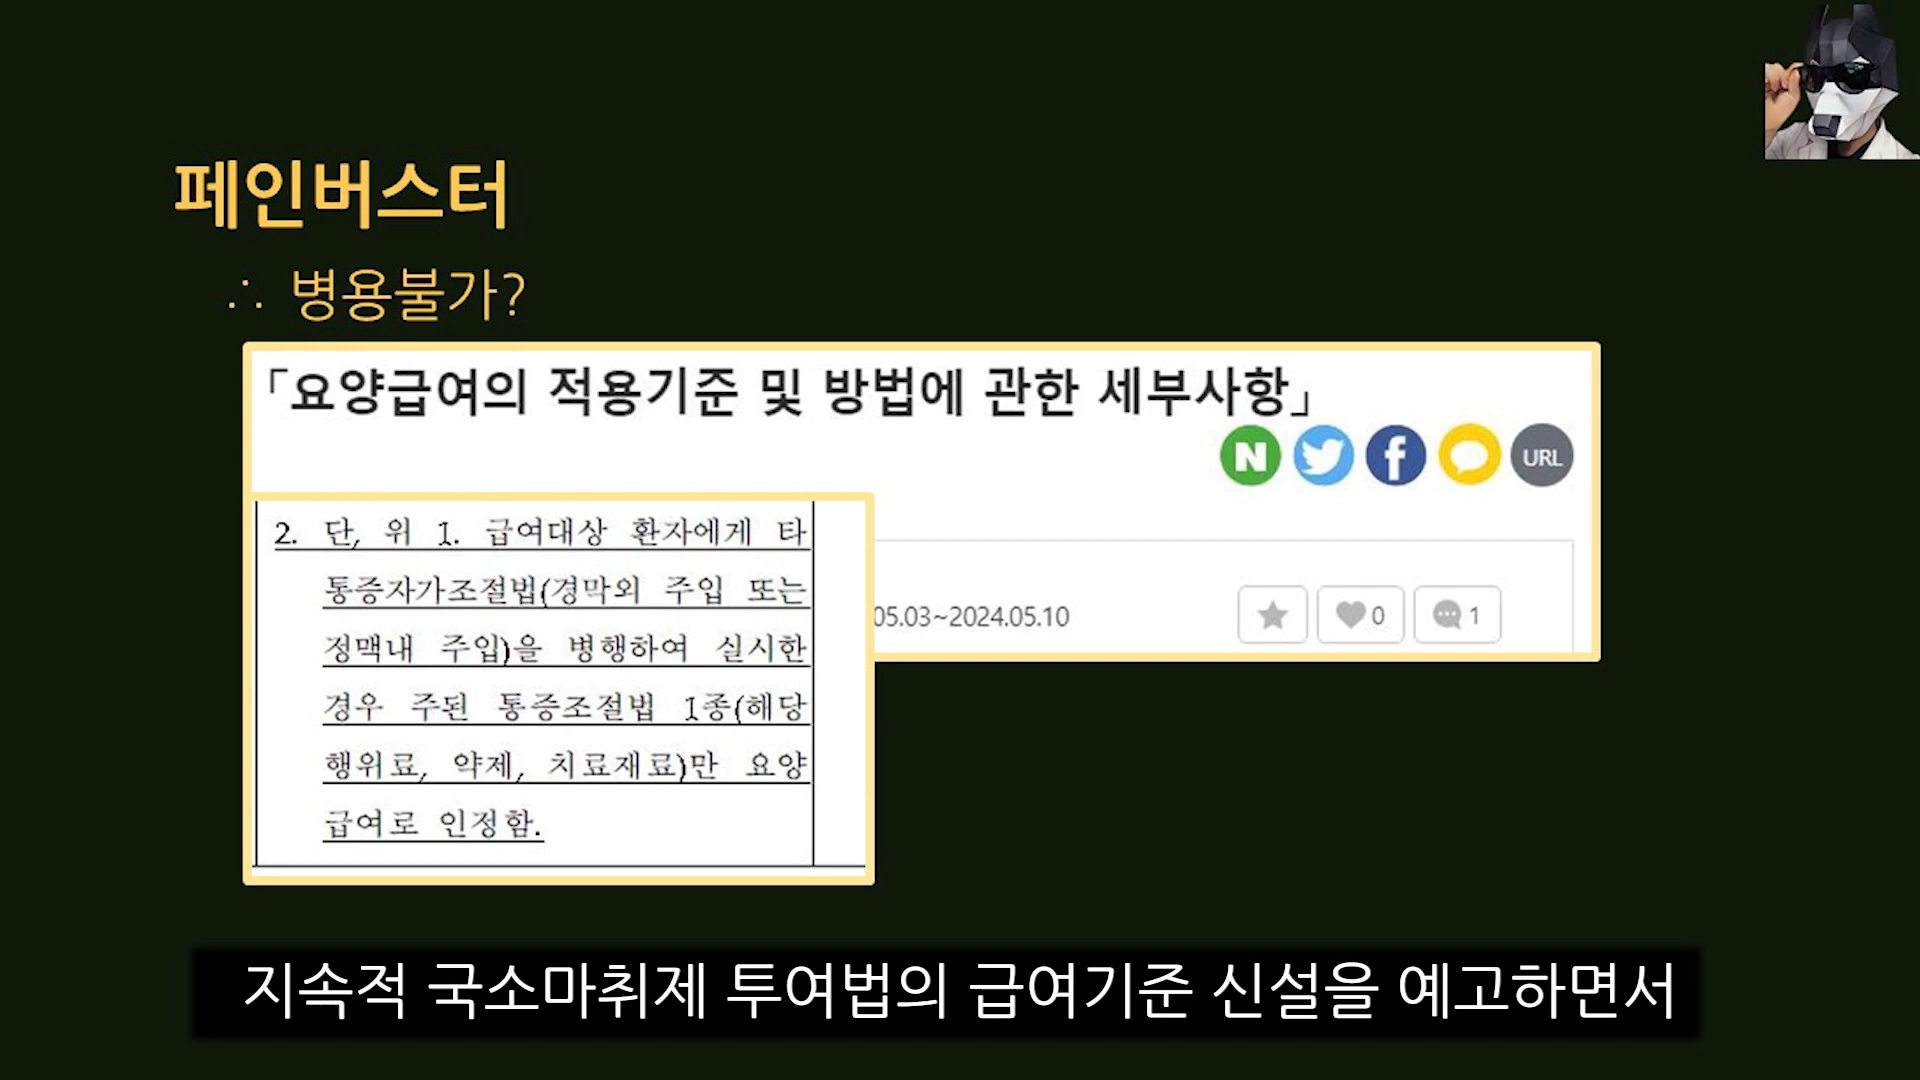 페인버스터
∴ 병용불가?
「요양급여의 적용기준 및 방법에 관한 세부사항」
N
f
URL
05.03~2024.05.10
0
1
2. 단, 위 1. 급여대상 환자에게 타
통증자가조절법(경막외 주입 또는
정맥내 주입)을 병행하여 실시한
경우 주된 통증조절법 1종(해당
행위료, 약제, 치료재료)만 요양
급여로 인정함.
지속적 국소마취제 투여법의 급여기준 신설을 예고하면서